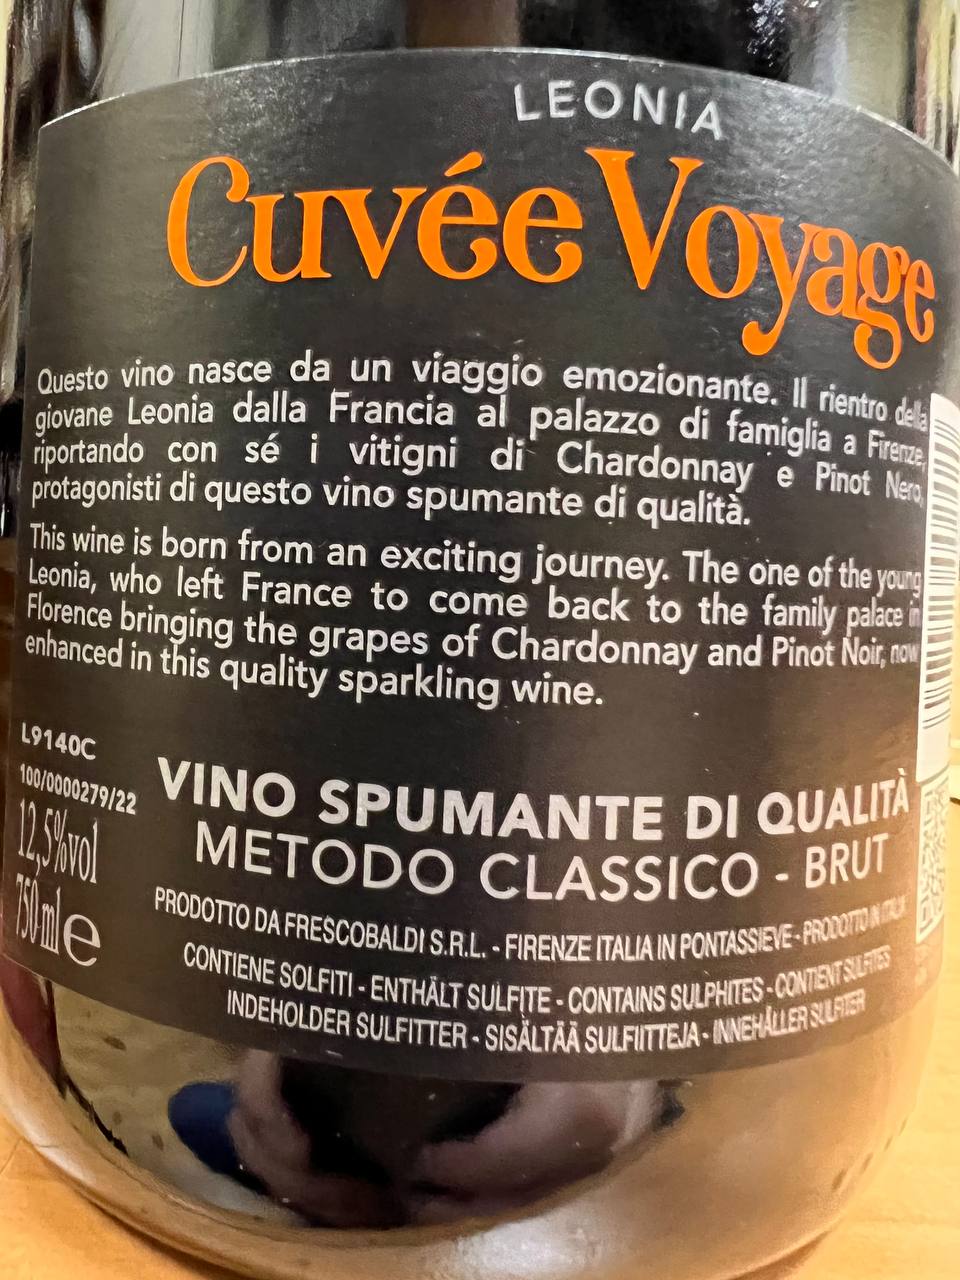 LEONIA
Cuvée Voyage
Questo vino nasce da un viaggio emozionante. Il rientro della
giovane Leonia dalla Francia al palazzo di famiglia a Firenze,
riportando con sé i vitigni di Chardonnay e Pinot Nero,
protagonisti di questo vino spumante di qualità.
This wine is born from an exciting journey. The one of the young
Leonia, who left France to come back to the family palace in
Florence bringing the grapes of Chardonnay and Pinot Noir, now
enhanced in this quality sparkling wine.
L9140C
100/0000279/22
12,5%vol
750 ml e
VINO SPUMANTE DI QUALITÀ
METODO CLASSICO - BRUT
PRODOTTO DA FRESCOBALDI S.R.L. - FIRENZE ITALIA IN PONTASSIEVE - PRODOTTO IN ITALIA
CONTIENE SOLFITI - ENTHÄLT SULFITE - CONTAINS SULPHITES - CONTIENT SULFITES
INDEHOLDER SULFITTER - SISÄLTÄÄ SULFIITTEJA - INNEHÅLLER SULFITER